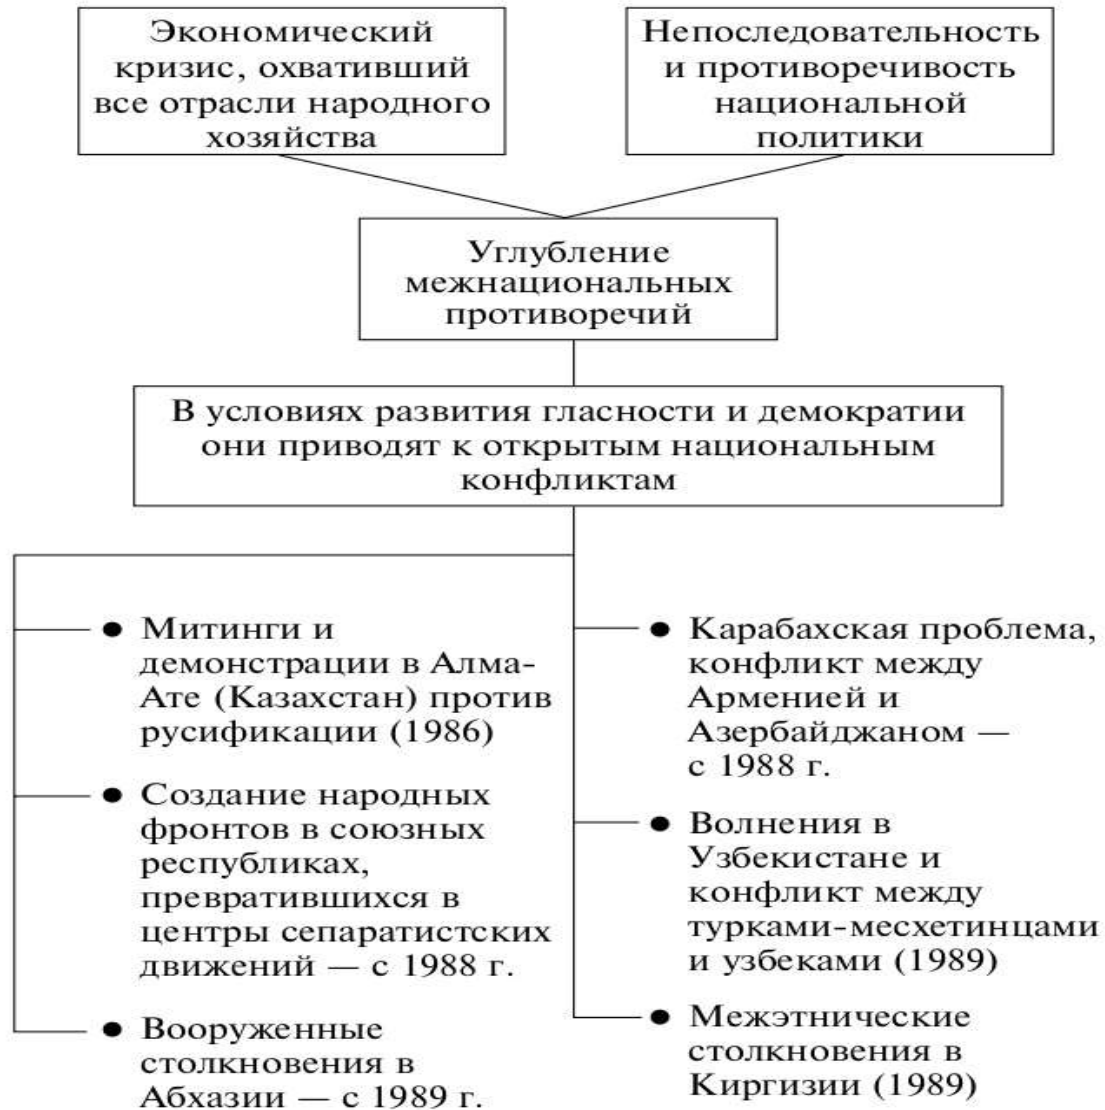 Экономический
кризис, охвативший
все отрасли народного
хозяйства
Непоследовательность
и противоречивость
национальной
политики
Углубление
межнациональных
противоречий
В условиях развития гласности и демократии
они приводят к открытым национальным
конфликтам
● Митинги и
демонстрации в Алма-
Ате (Казахстан) против
русификации (1986)
● Создание народных
фронтов в союзных
республиках,
превратившихся в
центры сепаратистских
движений — с 1988 г.
● Вооруженные
столкновения в
Абхазии — с 1989 г.
● Карабахская проблема,
конфликт между
Арменией и
Азербайджаном —
с 1988 г.
● Волнения в
Узбекистане и
конфликт между
турками-месхетинцами
и узбеками (1989)
● Межэтнические
столкновения в
Киргизии (1989)